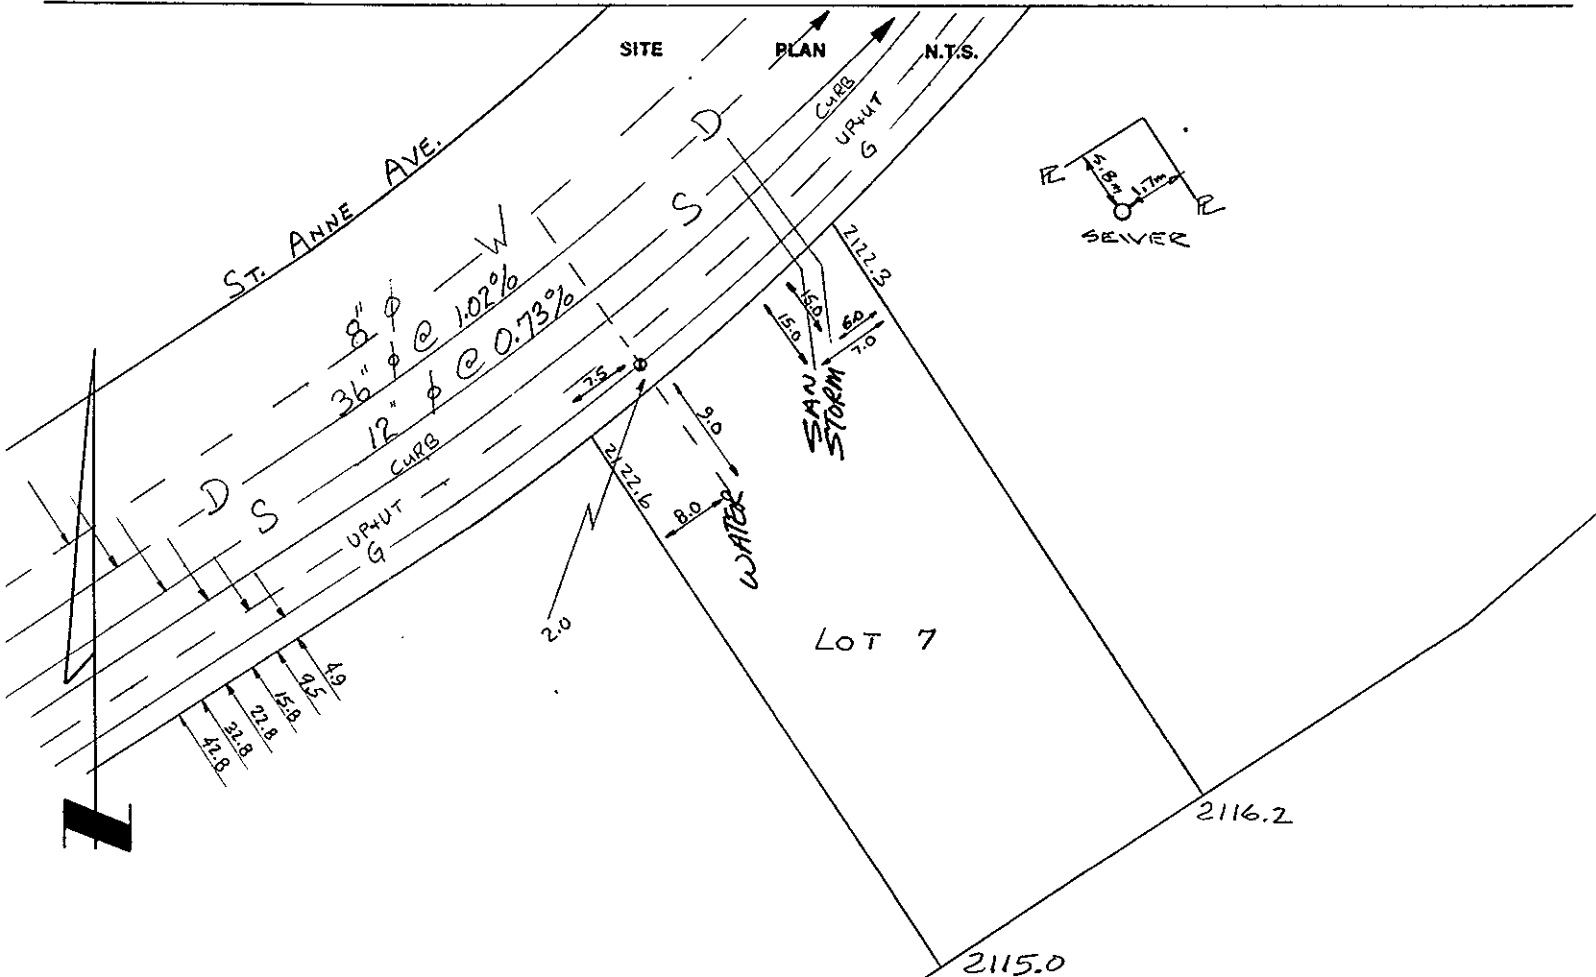 SITE PLAN N.T.S.
ST. ANNE AVE.
W
D
S
CURB
UP+UT
G
8" ϕ
36" ϕ @ 1.02%
12" ϕ @ 0.73%
CURB
UP+UT
G
D
S
℄
5.8m
1.7m
℄
SEWER
2122.3
15.0
15.0
6.0
7.0
SAN
STORM
7.5
9.0
2122.6
8.0
WATER
2.0
LOT 7
4.9
9.5
15.8
22.8
32.8
42.8
2116.2
2115.0